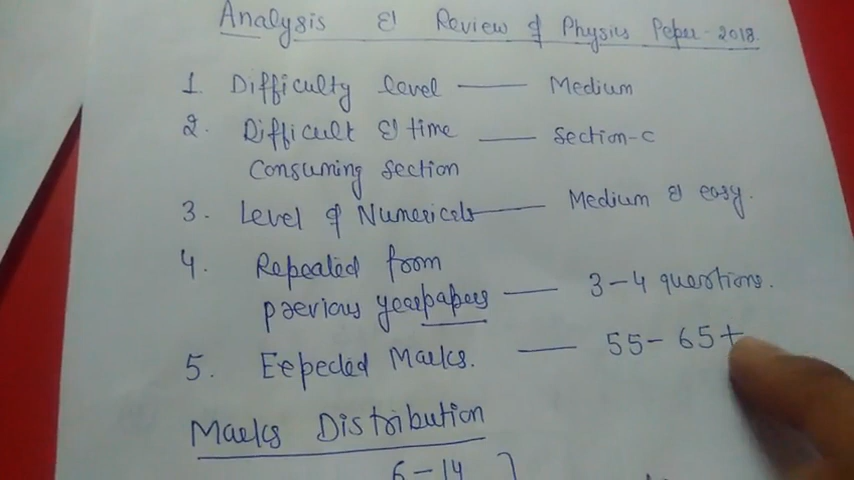 Analysis & Review of Physics Peper-2018.
1 Difficulty level — Medium
2. Difficult & time — Section-C
Consuming section
3. Level of Numericals — Medium & easy.
4. Repeated from
previous yearpapers — 3-4 questions.
5. Expected Marks. — 55-65+
Marks Distribution
6-14